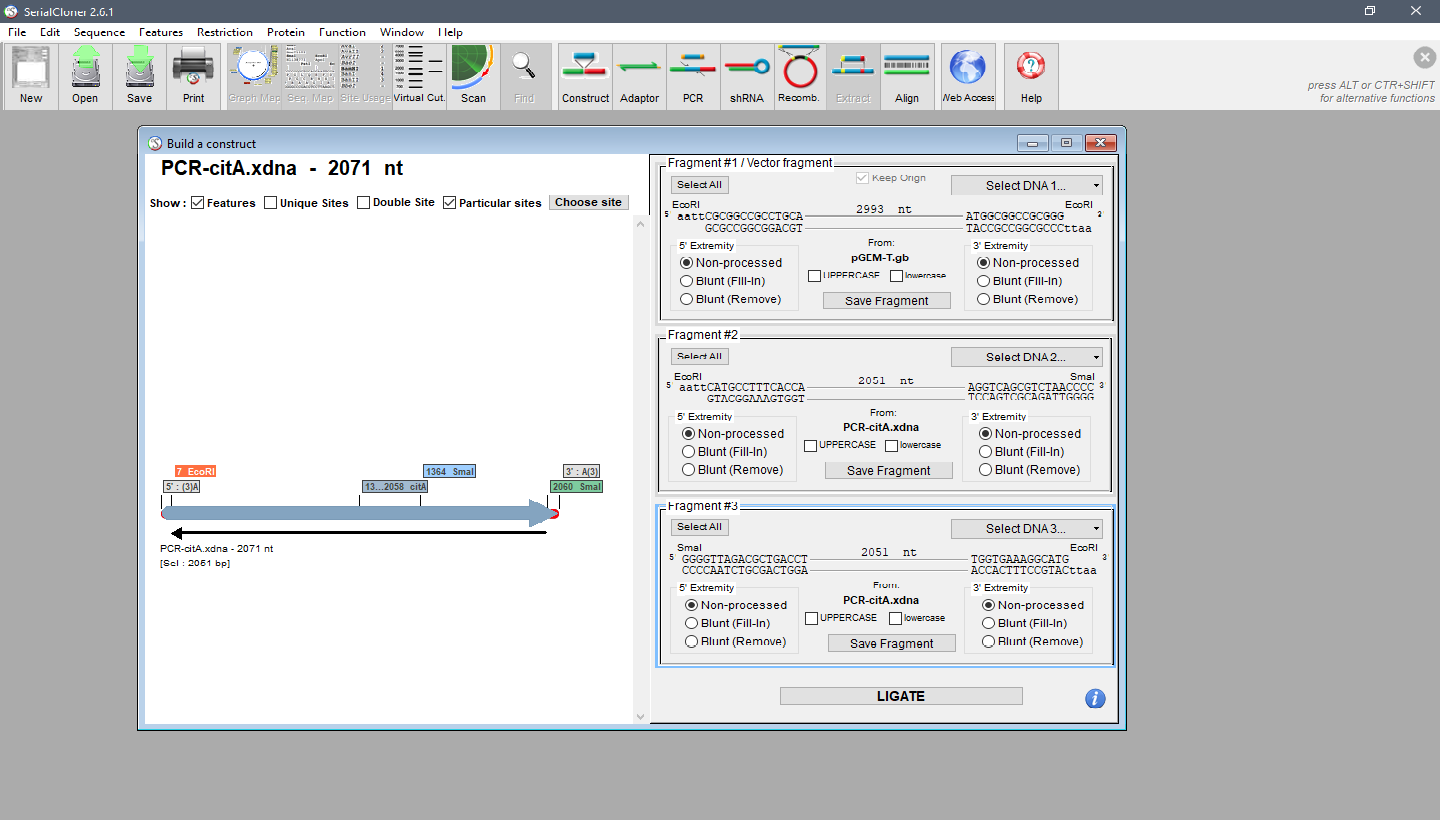 SerialCloner 2.6.1
File Edit Sequence Features Restriction Protein Function Window Help
New Open Save Print Graph Map Seq. Map Site Usage Virtual Cut. Scan Find Construct Adaptor PCR shRNA Recomb. Extract Align Web Access Help
press ALT or CTR+SHIFT
for alternative functions
Build a construct
PCR-citA.xdna - 2071 nt
Show : Features Unique Sites Double Site Particular sites Choose site
7 EcoRI
1364 SmaI
3' : A(3)
5' : (3)A
13...2058 citA
2060 SmaI
PCR-citA.xdna - 2071 nt
[Sel : 2051 bp]
Fragment #1 / Vector fragment
Select All Keep Orign Select DNA 1...
EcoRI 2993 nt EcoRI
5' aattCGCGGCCGCCTGCA ATGGCGGCCGCGGG 3'
GCGCCGGCGGACGT TACCGCCGGCGCCCttaa
5' Extremity From: 3' Extremity
Non-processed pGEM-T.gb Non-processed
Blunt (Fill-In) UPPERCASE lowercase Blunt (Fill-In)
Blunt (Remove) Save Fragment Blunt (Remove)
Fragment #2
Select All Select DNA 2...
EcoRI 2051 nt SmaI
5' aattCATGCCTTTCACCA AGGTCAGCGTCTAACCCC 3'
GTACGGAAAGTGGT TCCAGTCGCAGATTGGGG
5' Extremity From: 3' Extremity
Non-processed PCR-citA.xdna Non-processed
Blunt (Fill-In) UPPERCASE lowercase Blunt (Fill-In)
Blunt (Remove) Save Fragment Blunt (Remove)
Fragment #3
Select All Select DNA 3...
SmaI 2051 nt EcoRI
5' GGGGTTAGACGCTGACCT TGGTGAAAGGCATG 3'
CCCCAATCTGCGACTGGA ACCACTTTCCGTACttaa
5' Extremity From: 3' Extremity
Non-processed PCR-citA.xdna Non-processed
Blunt (Fill-In) UPPERCASE lowercase Blunt (Fill-In)
Blunt (Remove) Save Fragment Blunt (Remove)
LIGATE